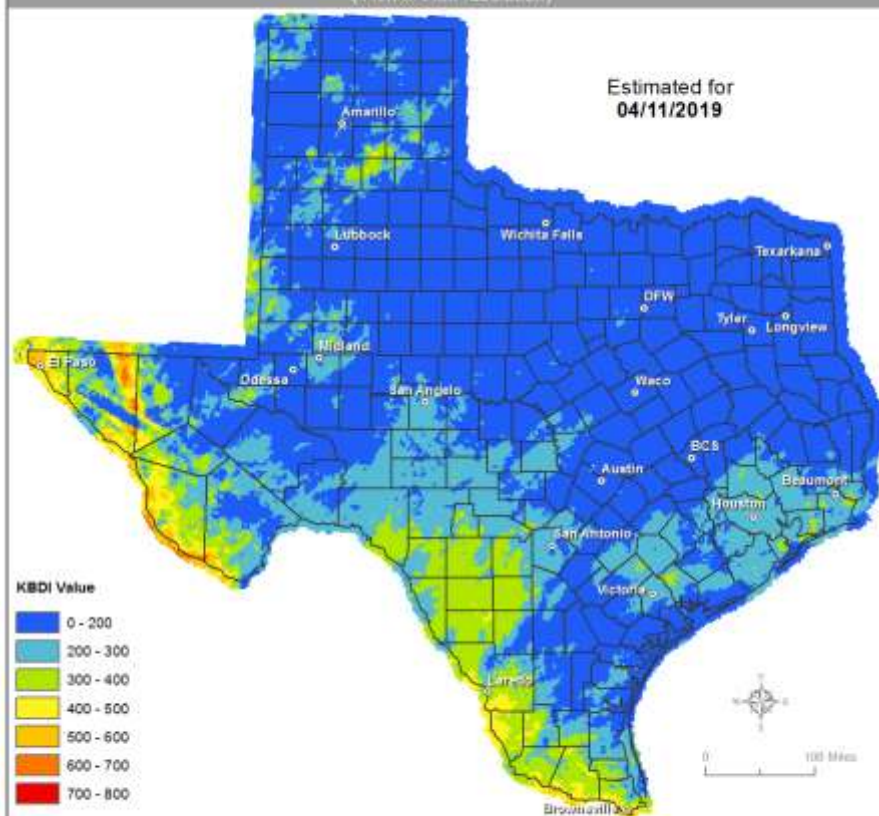 Estimated for
04/11/2019
Amarillo
Lubbock
Wichita Falls
Texarkana
DFW
Tyler
Longview
Midland
El Paso
Odessa
San Angelo
Waco
BCS
Austin
Beaumont
Houston
San Antonio
Victoria
KBDI Value
0 - 200
200 - 300
300 - 400
400 - 500
500 - 600
600 - 700
700 - 800
Laredo
N
W
E
S
0
100 Miles
Brownsville